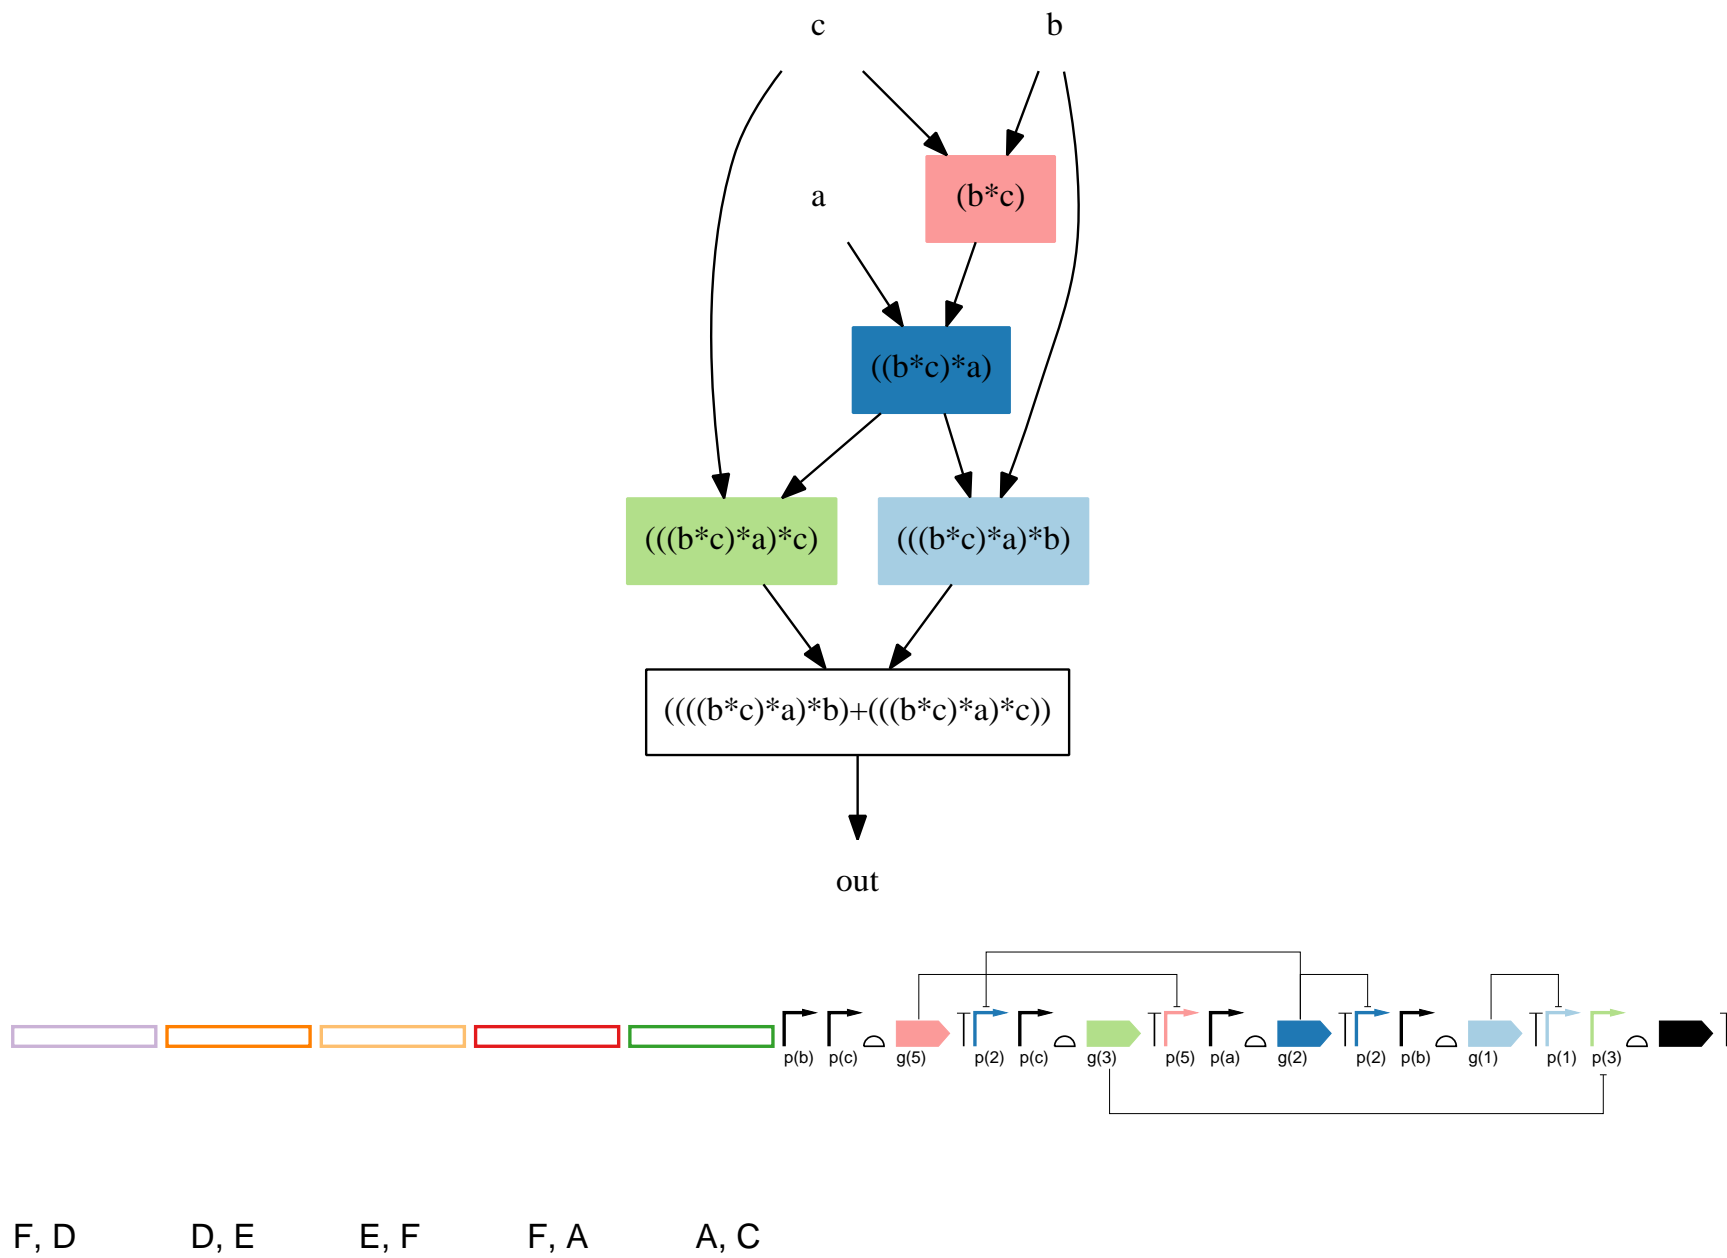 c b
a (b*c)
((b*c)*a)
(((b*c)*a)*c) (((b*c)*a)*b)
((((b*c)*a)*b)+(((b*c)*a)*c))
out
p(b) p(c) g(5) p(2) p(c) g(3) p(5) p(a) g(2) p(2) p(b) g(1) p(1) p(3)
F, D D, E E, F F, A A, C